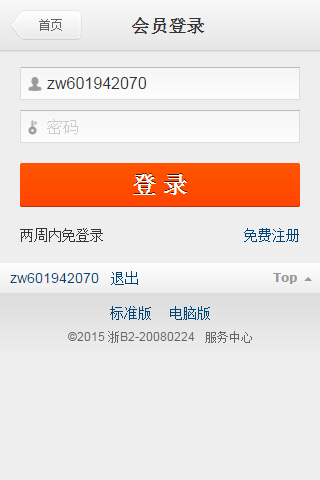 首页 会员登录
zw601942070
密码
登 录
两周内免登录 免费注册
zw601942070 退出 Top
标准版 电脑版
©2015 浙B2-20080224 服务中心